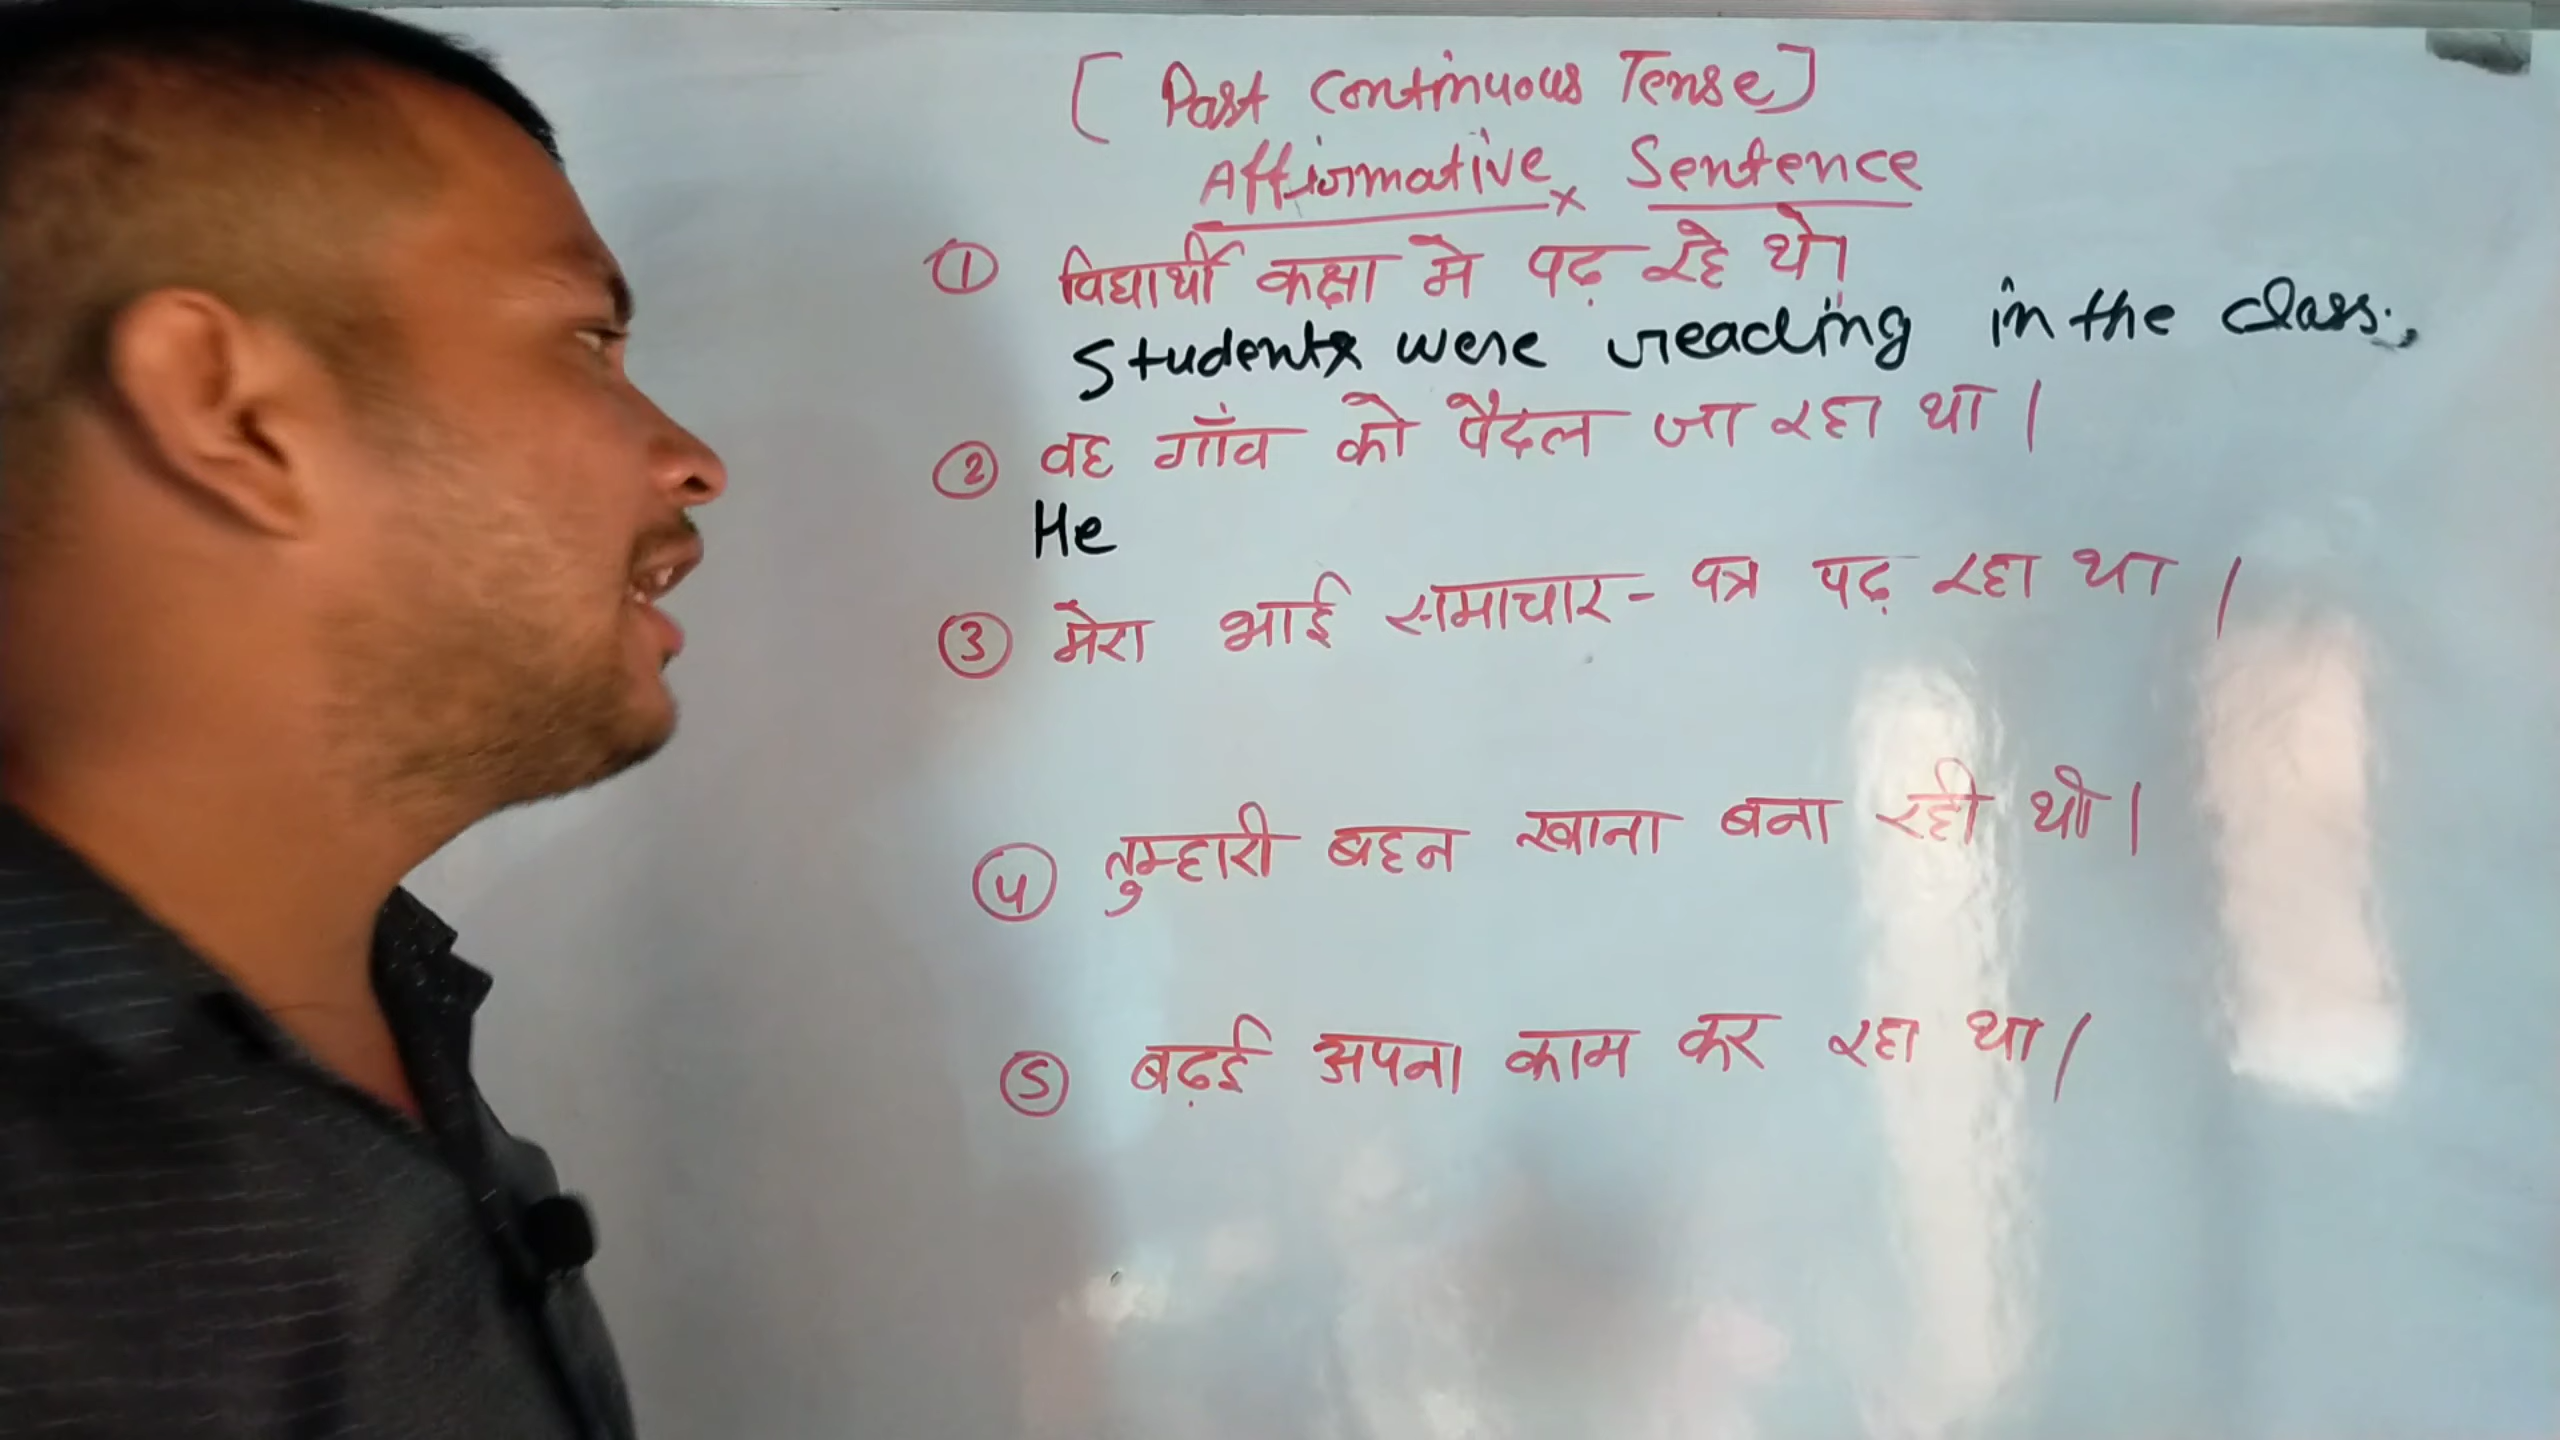 [ Past Continuous Tense]
Affirmative x Sentence
① विद्यार्थी कक्षा मे पढ़ रहे थे।
Students were reading in the class.
② वह गाँव को पैदल जा रहा था।
He
③ मेरा भाई समाचार - पत्र पढ़ रहा था।
④ तुम्हारी बहन खाना बना रही थी।
⑤ बढ़ई अपना काम कर रहा था।